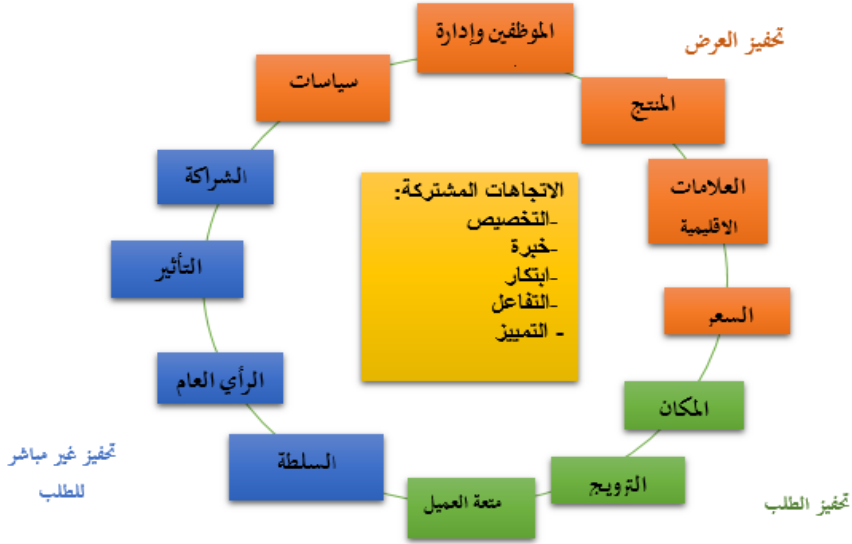 الموظفين وإدارة
.
تحفيز العرض
سياسات
المنتج
الشراكة
العلامات
الاقليمية
الاتجاهات المشتركة:
-التخصيص
-خبرة
-ابتكار
-التفاعل
- التمييز
التأثير
السعر
الرأي العام
المكان
السلطة
الترويج
متعة العميل
تحفيز غير مباشر
للطلب
تحفيز الطلب